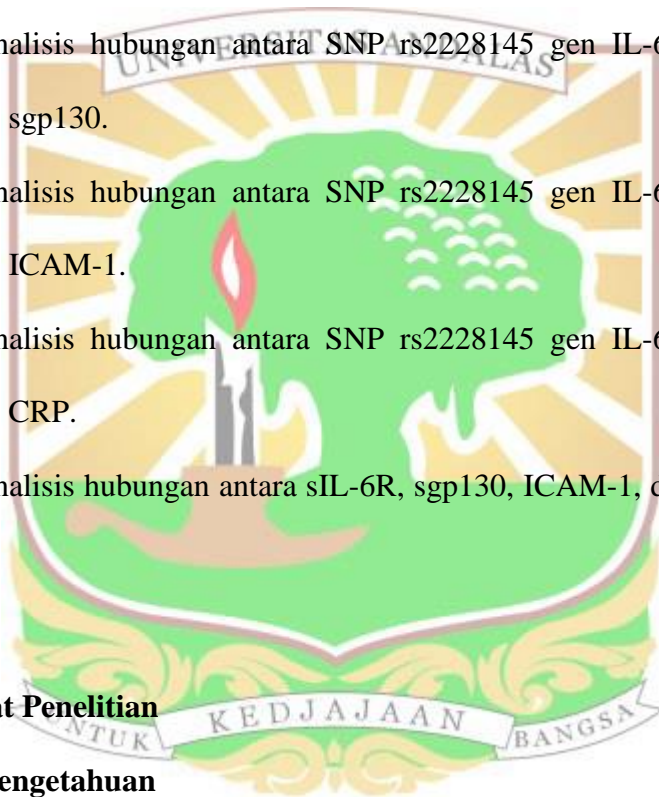 UNIVERSITAS ANDALAS
nalisis hubungan antara SNP rs2228145 gen IL-6
sgp130.
nalisis hubungan antara SNP rs2228145 gen IL-6
ICAM-1.
nalisis hubungan antara SNP rs2228145 gen IL-6
CRP.
nalisis hubungan antara sIL-6R, sgp130, ICAM-1, d
at Penelitian
NTUK KEDJAJAAN BANGSA
engetahuan